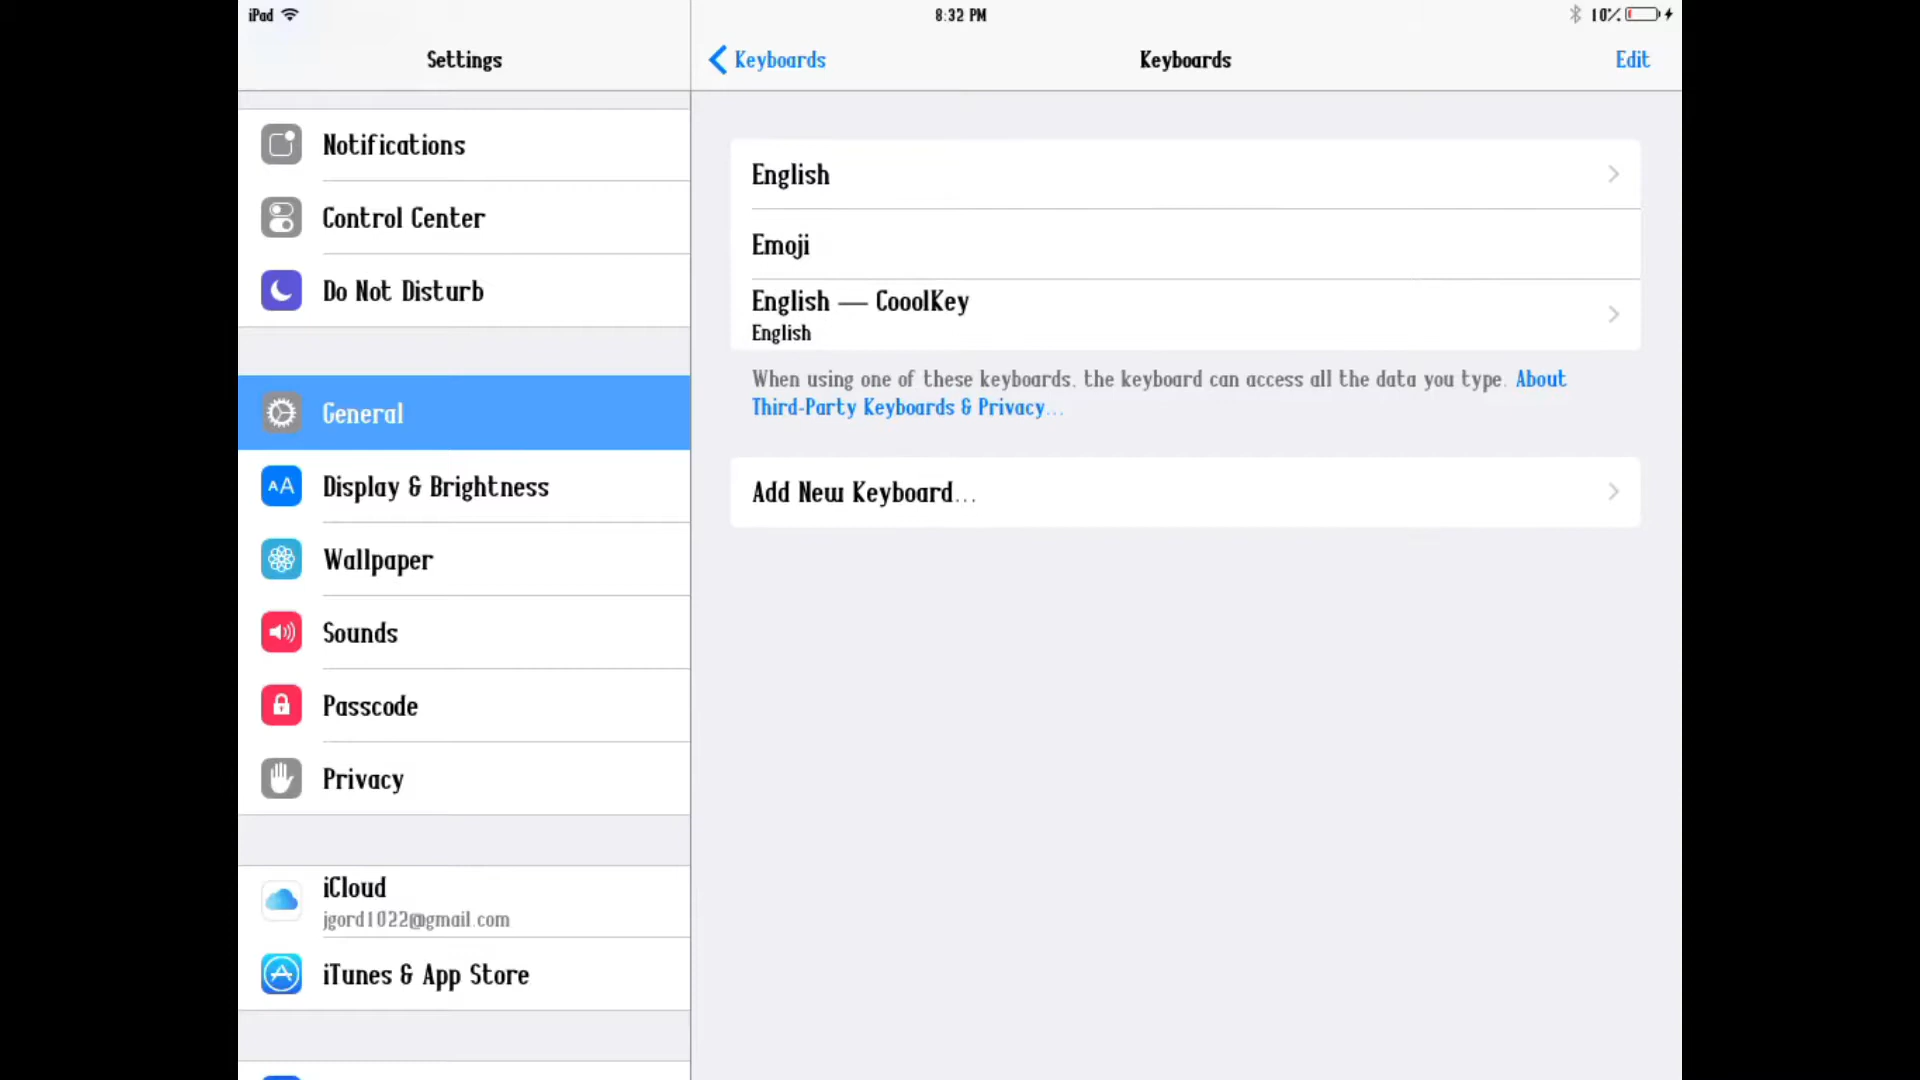 iPad
8:32 PM
10%
Settings
Keyboards
Keyboards
Edit
Notifications
Control Center
Do Not Disturb
General
AA
Display & Brightness
Wallpaper
Sounds
Passcode
Privacy
iCloud
jgord1022@gmail.com
iTunes & App Store
English
Emoji
English — CooolKey
English
When using one of these keyboards, the keyboard can access all the data you type. About
Third-Party Keyboards & Privacy...
Add New Keyboard...